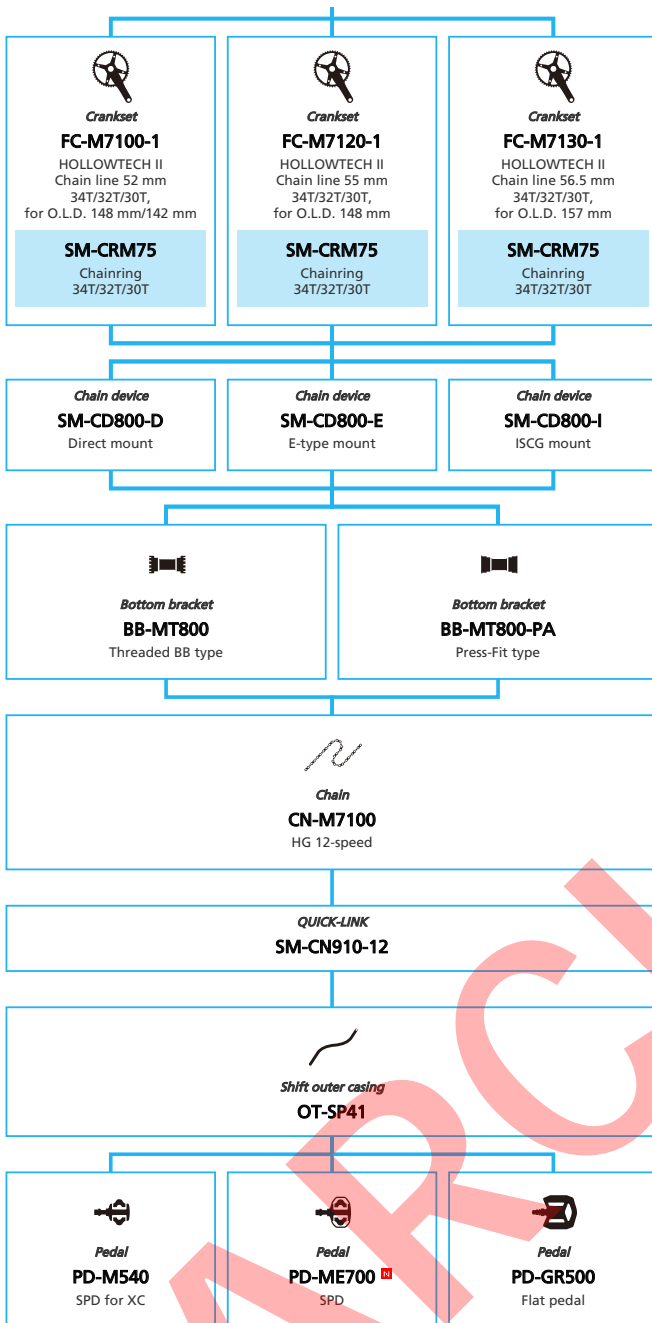 Crankset
FC-M7100-1
HOLLOWTECH II
Chain line 52 mm
34T/32T/30T,
for O.L.D. 148 mm/142 mm
SM-CRM75
Chainring
34T/32T/30T
Crankset
FC-M7120-1
HOLLOWTECH II
Chain line 55 mm
34T/32T/30T,
for O.L.D. 148 mm
SM-CRM75
Chainring
34T/32T/30T
Crankset
FC-M7130-1
HOLLOWTECH II
Chain line 56.5 mm
34T/32T/30T,
for O.L.D. 157 mm
SM-CRM75
Chainring
34T/32T/30T
Chain device
SM-CD800-D
Direct mount
Chain device
SM-CD800-E
E-type mount
Chain device
SM-CD800-I
ISCG mount
Bottom bracket
BB-MT800
Threaded BB type
Bottom bracket
BB-MT800-PA
Press-Fit type
Chain
CN-M7100
HG 12-speed
QUICK-LINK
SM-CN910-12
Shift outer casing
OT-SP41
Pedal
PD-M540
SPD for XC
Pedal
PD-ME700 N
SPD
Pedal
PD-GR500
Flat pedal